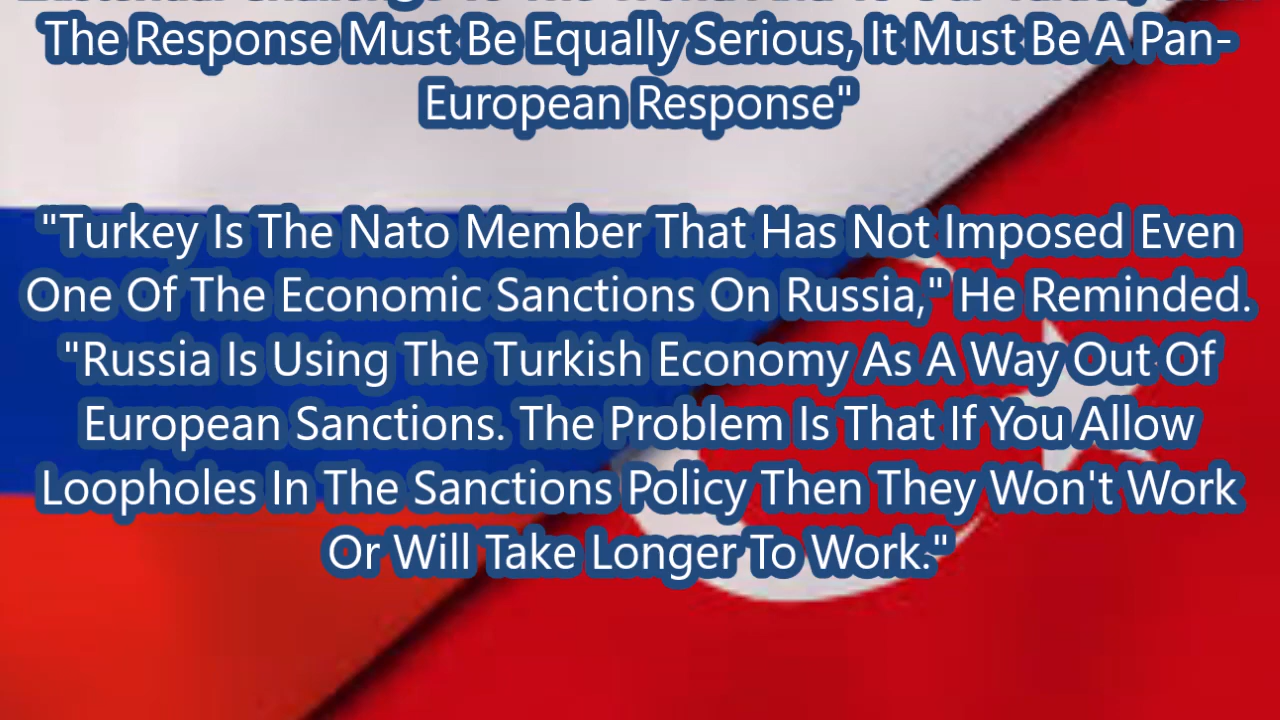 The Response Must Be Equally Serious, It Must Be A Pan-
European Response"
"Turkey Is The Nato Member That Has Not Imposed Even
One Of The Economic Sanctions On Russia," He Reminded.
"Russia Is Using The Turkish Economy As A Way Out Of
European Sanctions. The Problem Is That If You Allow
Loopholes In The Sanctions Policy Then They Won't Work
Or Will Take Longer To Work."